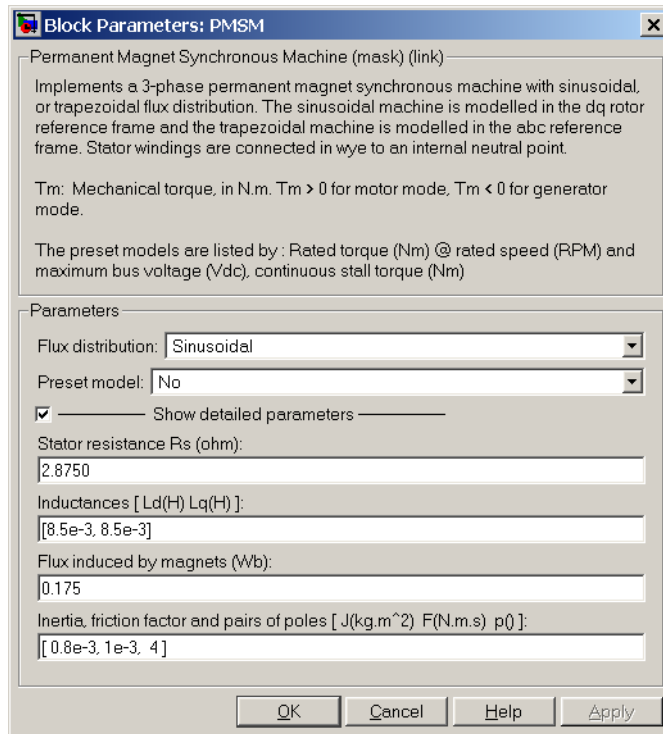 Block Parameters: PMSM
Permanent Magnet Synchronous Machine (mask) (link)
Implements a 3-phase permanent magnet synchronous machine with sinusoidal,
or trapezoidal flux distribution. The sinusoidal machine is modelled in the dq rotor
reference frame and the trapezoidal machine is modelled in the abc reference
frame. Stator windings are connected in wye to an internal neutral point.
Tm: Mechanical torque, in N.m. Tm > 0 for motor mode, Tm < 0 for generator
mode.
The preset models are listed by : Rated torque (Nm) @ rated speed (RPM) and
maximum bus voltage (Vdc), continuous stall torque (Nm)
Parameters
Flux distribution: Sinusoidal
Preset model: No
Show detailed parameters
Stator resistance Rs (ohm):
2.8750
Inductances [ Ld(H) Lq(H) ]:
[8.5e-3, 8.5e-3]
Flux induced by magnets (Wb):
0.175
Inertia, friction factor and pairs of poles [ J(kg.m^2) F(N.m.s) p() ]:
[ 0.8e-3, 1e-3, 4 ]
OK Cancel Help Apply